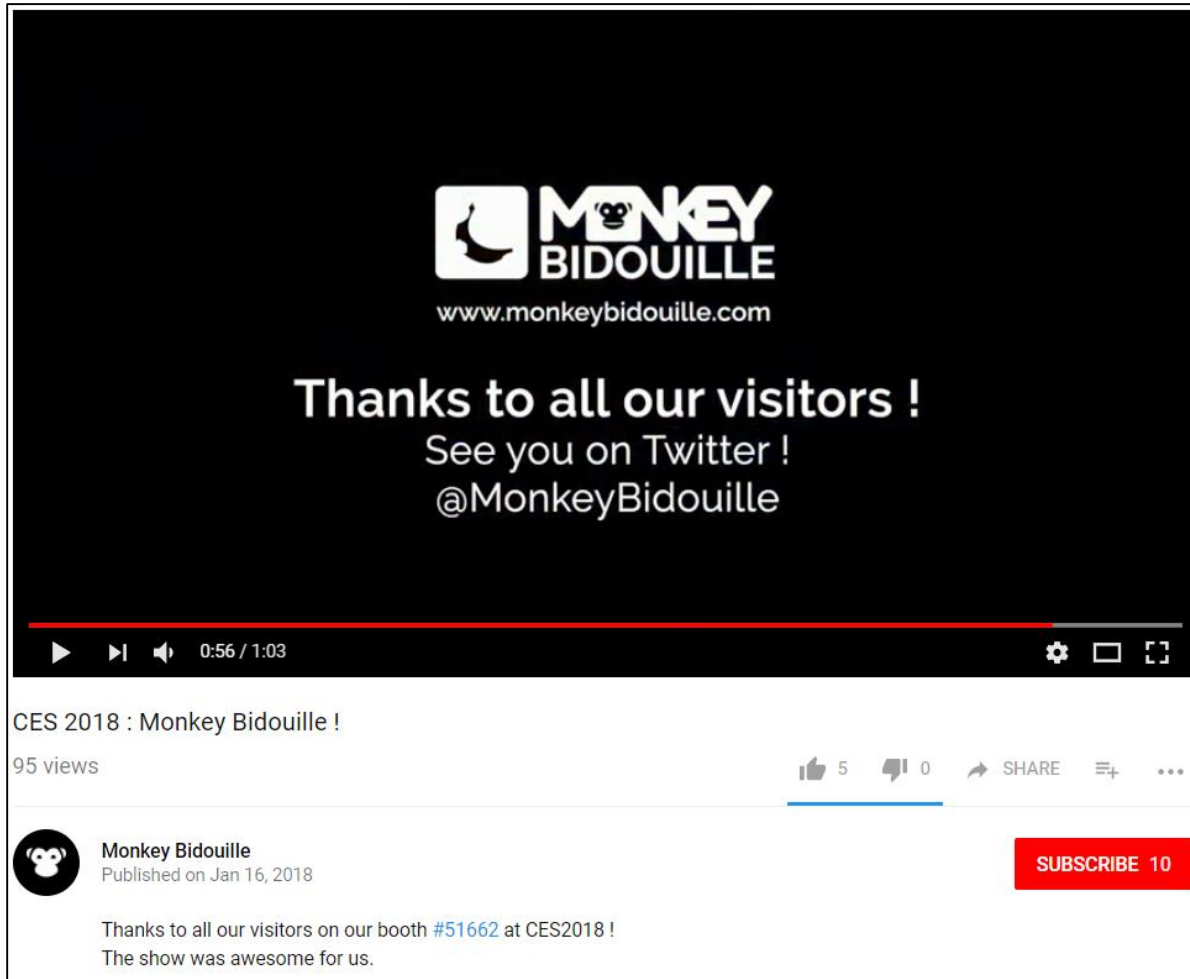 MONKEY
BIDOUILLE
www.monkeybidouille.com
Thanks to all our visitors !
See you on Twitter !
@MonkeyBidouille
0:56 / 1:03
CES 2018 : Monkey Bidouille !
95 views
5 0 SHARE
Monkey Bidouille
Published on Jan 16, 2018
SUBSCRIBE 10
Thanks to all our visitors on our booth #51662 at CES2018 !
The show was awesome for us.